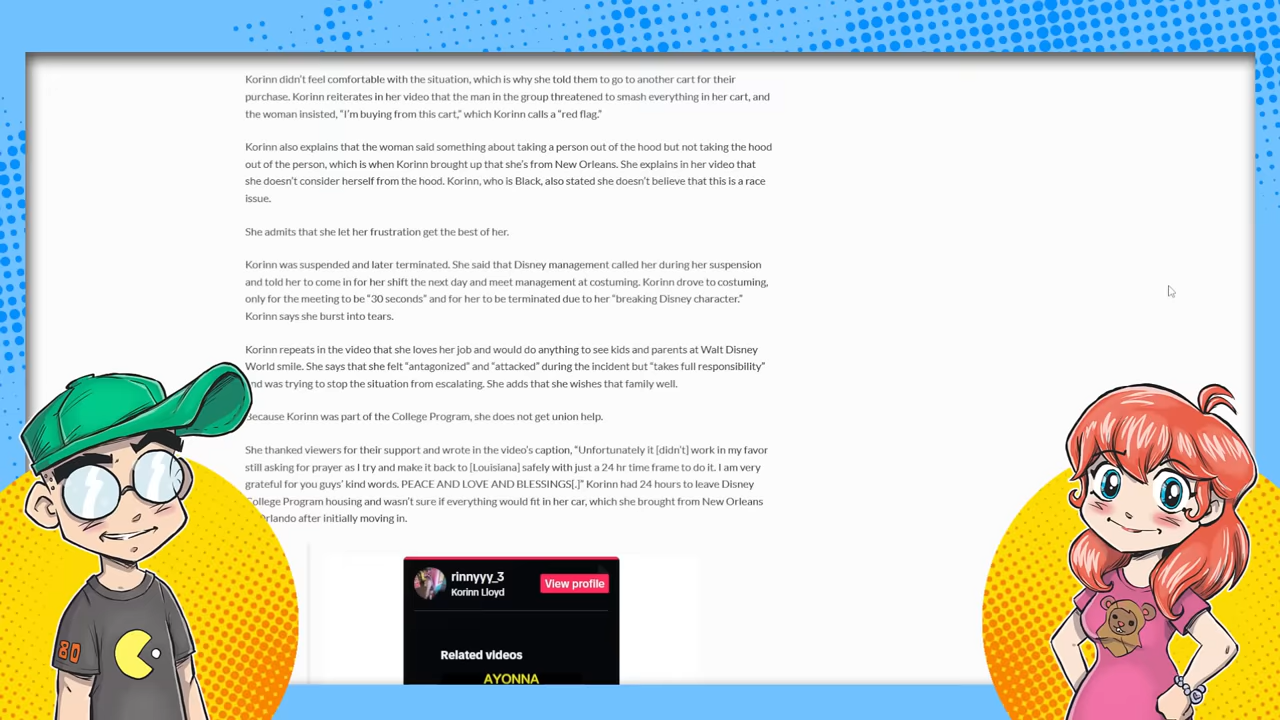 Korinn didn't feel comfortable with the situation, which is why she told them to go to another cart for their
purchase. Korinn reiterates in her video that the man in the group threatened to smash everything in her cart, and
the woman insisted, “I'm buying from this cart,” which Korinn calls a “red flag.”
Korinn also explains that the woman said something about taking a person out of the hood but not taking the hood
out of the person, which is when Korinn brought up that she's from New Orleans. She explains in her video that
she doesn't consider herself from the hood. Korinn, who is Black, also stated she doesn't believe that this is a race
issue.
She admits that she let her frustration get the best of her.
Korinn was suspended and later terminated. She said that Disney management called her during her suspension
and told her to come in for her shift the next day and meet management at costuming. Korinn drove to costuming,
only for the meeting to be “30 seconds” and for her to be terminated due to her “breaking Disney character.”
Korinn says she burst into tears.
Korinn repeats in the video that she loves her job and would do anything to see kids and parents at Walt Disney
World smile. She says that she felt “antagonized” and “attacked” during the incident but “takes full responsibility”
and was trying to stop the situation from escalating. She adds that she wishes that family well.
Because Korinn was part of the College Program, she does not get union help.
She thanked viewers for their support and wrote in the video's caption, “Unfortunately it [didn't] work in my favor
still asking for prayer as I try and make it back to [Louisiana] safely with just a 24 hr time frame to do it. I am very
grateful for you guys' kind words. PEACE AND LOVE AND BLESSINGS[.]” Korinn had 24 hours to leave Disney
College Program housing and wasn't sure if everything would fit in her car, which she brought from New Orleans
Orlando after initially moving in.
rinnyyy_3
View profile
Korinn Lloyd
Related videos
AYONNA
80